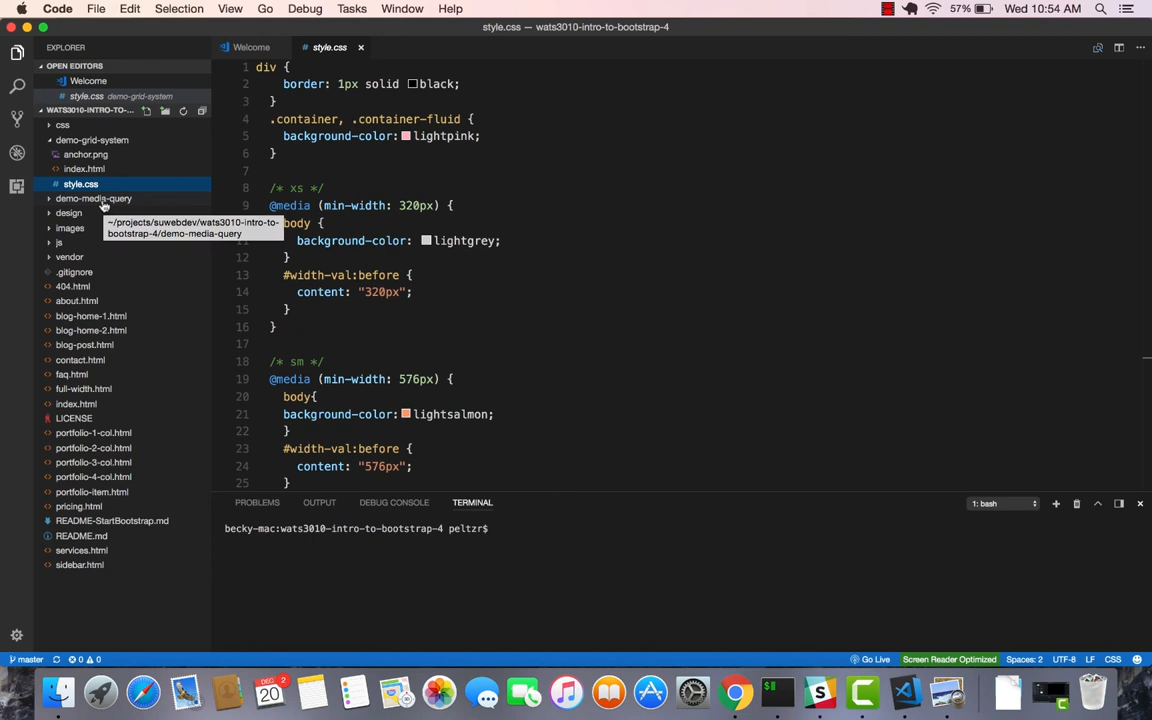 Code File Edit Selection View Go Debug Tasks Window Help
57% Wed 10:54 AM
style.css — wats3010-intro-to-bootstrap-4
EXPLORER
OPEN EDITORS
Welcome
style.css demo-grid-system
WATS3010-INTRO-TO-...
css
demo-grid-system
anchor.png
index.html
style.css
demo-media-query
~/projects/suwebdev/wats3010-intro-to-
bootstrap-4/demo-media-query
design
images
js
vendor
.gitignore
404.html
about.html
blog-home-1.html
blog-home-2.html
blog-post.html
contact.html
faq.html
full-width.html
index.html
LICENSE
portfolio-1-col.html
portfolio-2-col.html
portfolio-3-col.html
portfolio-4-col.html
portfolio-item.html
pricing.html
README-StartBootstrap.md
README.md
services.html
sidebar.html
Welcome # style.css
1 div {
2 border: 1px solid black;
3 }
4 .container, .container-fluid {
5 background-color: lightpink;
6 }
7
8 /* xs */
9 @media (min-width: 320px) {
body {
11 background-color: lightgrey;
12 }
13 #width-val:before {
14 content: "320px";
15 }
16 }
17
18 /* sm */
19 @media (min-width: 576px) {
20 body{
21 background-color: lightsalmon;
22 }
23 #width-val:before {
24 content: "576px";
25 }
PROBLEMS OUTPUT DEBUG CONSOLE TERMINAL 1: bash
becky-mac:wats3010-intro-to-bootstrap-4 peltzr$
master 0 0 Go Live Screen Reader Optimized Spaces: 2 UTF-8 LF CSS
DEC 2
20